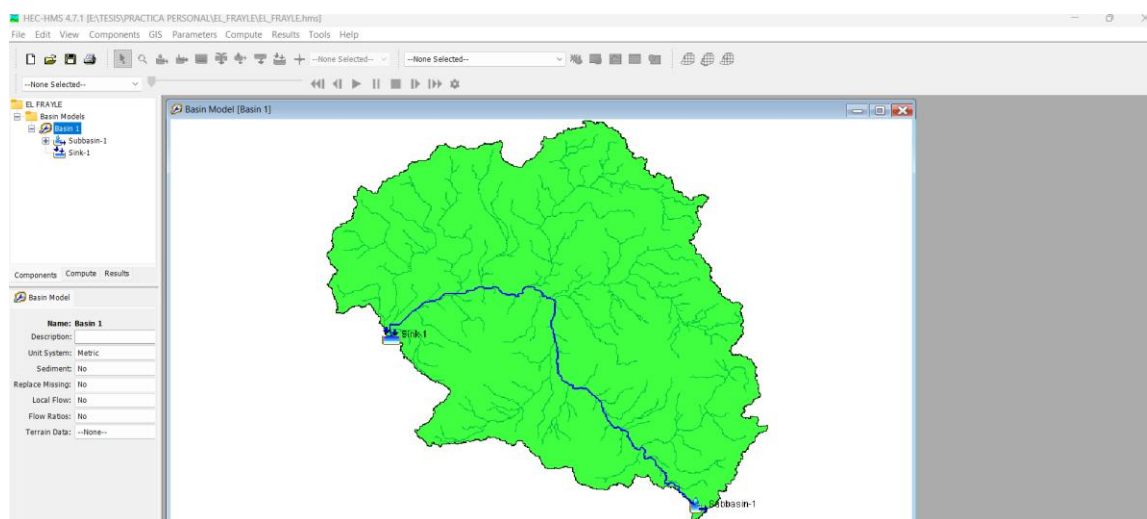 HEC-HMS 4.7.1 [E:\TESIS\PRACTICA PERSONAL\EL_FRAYLE\EL_FRAYLE.hms]
File Edit View Components GIS Parameters Compute Results Tools Help
--None Selected-- --None Selected--
--None Selected--
EL FRAYLE
Basin Models
Basin 1
Subbasin-1
Sink-1
Components Compute Results
Basin Model
Name: Basin 1
Description:
Unit System: Metric
Sediment: No
Replace Missing: No
Local Flow: No
Flow Ratios: No
Terrain Data: --None--
Basin Model [Basin 1]
Sink-1
Subbasin-1